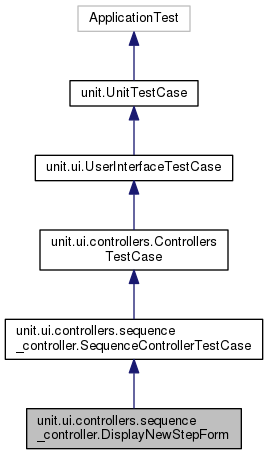 ApplicationTest
unit.UnitTestCase
unit.ui.UserInterfaceTestCase
unit.ui.controllers.Controllers
TestCase
unit.ui.controllers.sequence
_controller.SequenceControllerTestCase
unit.ui.controllers.sequence
_controller.DisplayNewStepForm